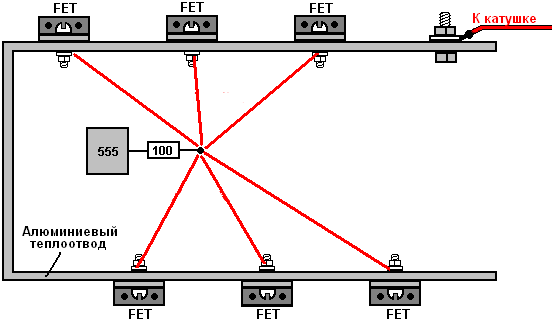 FET FET FET
К катушке
555 100
Алюминиевый
теплоотвод
FET FET FET